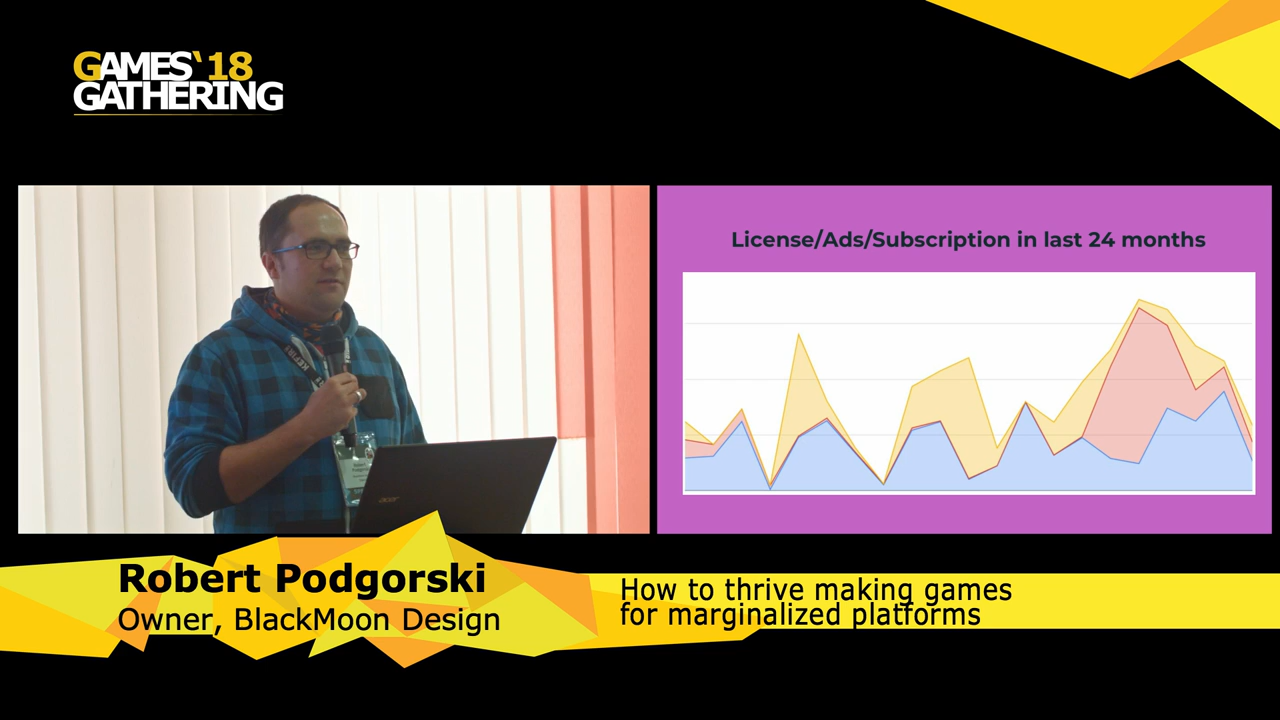 GAMES‘18
GATHERING
License/Ads/Subscription in last 24 months
acer
Robert Podgorski
Owner, BlackMoon Design
How to thrive making games
for marginalized platforms